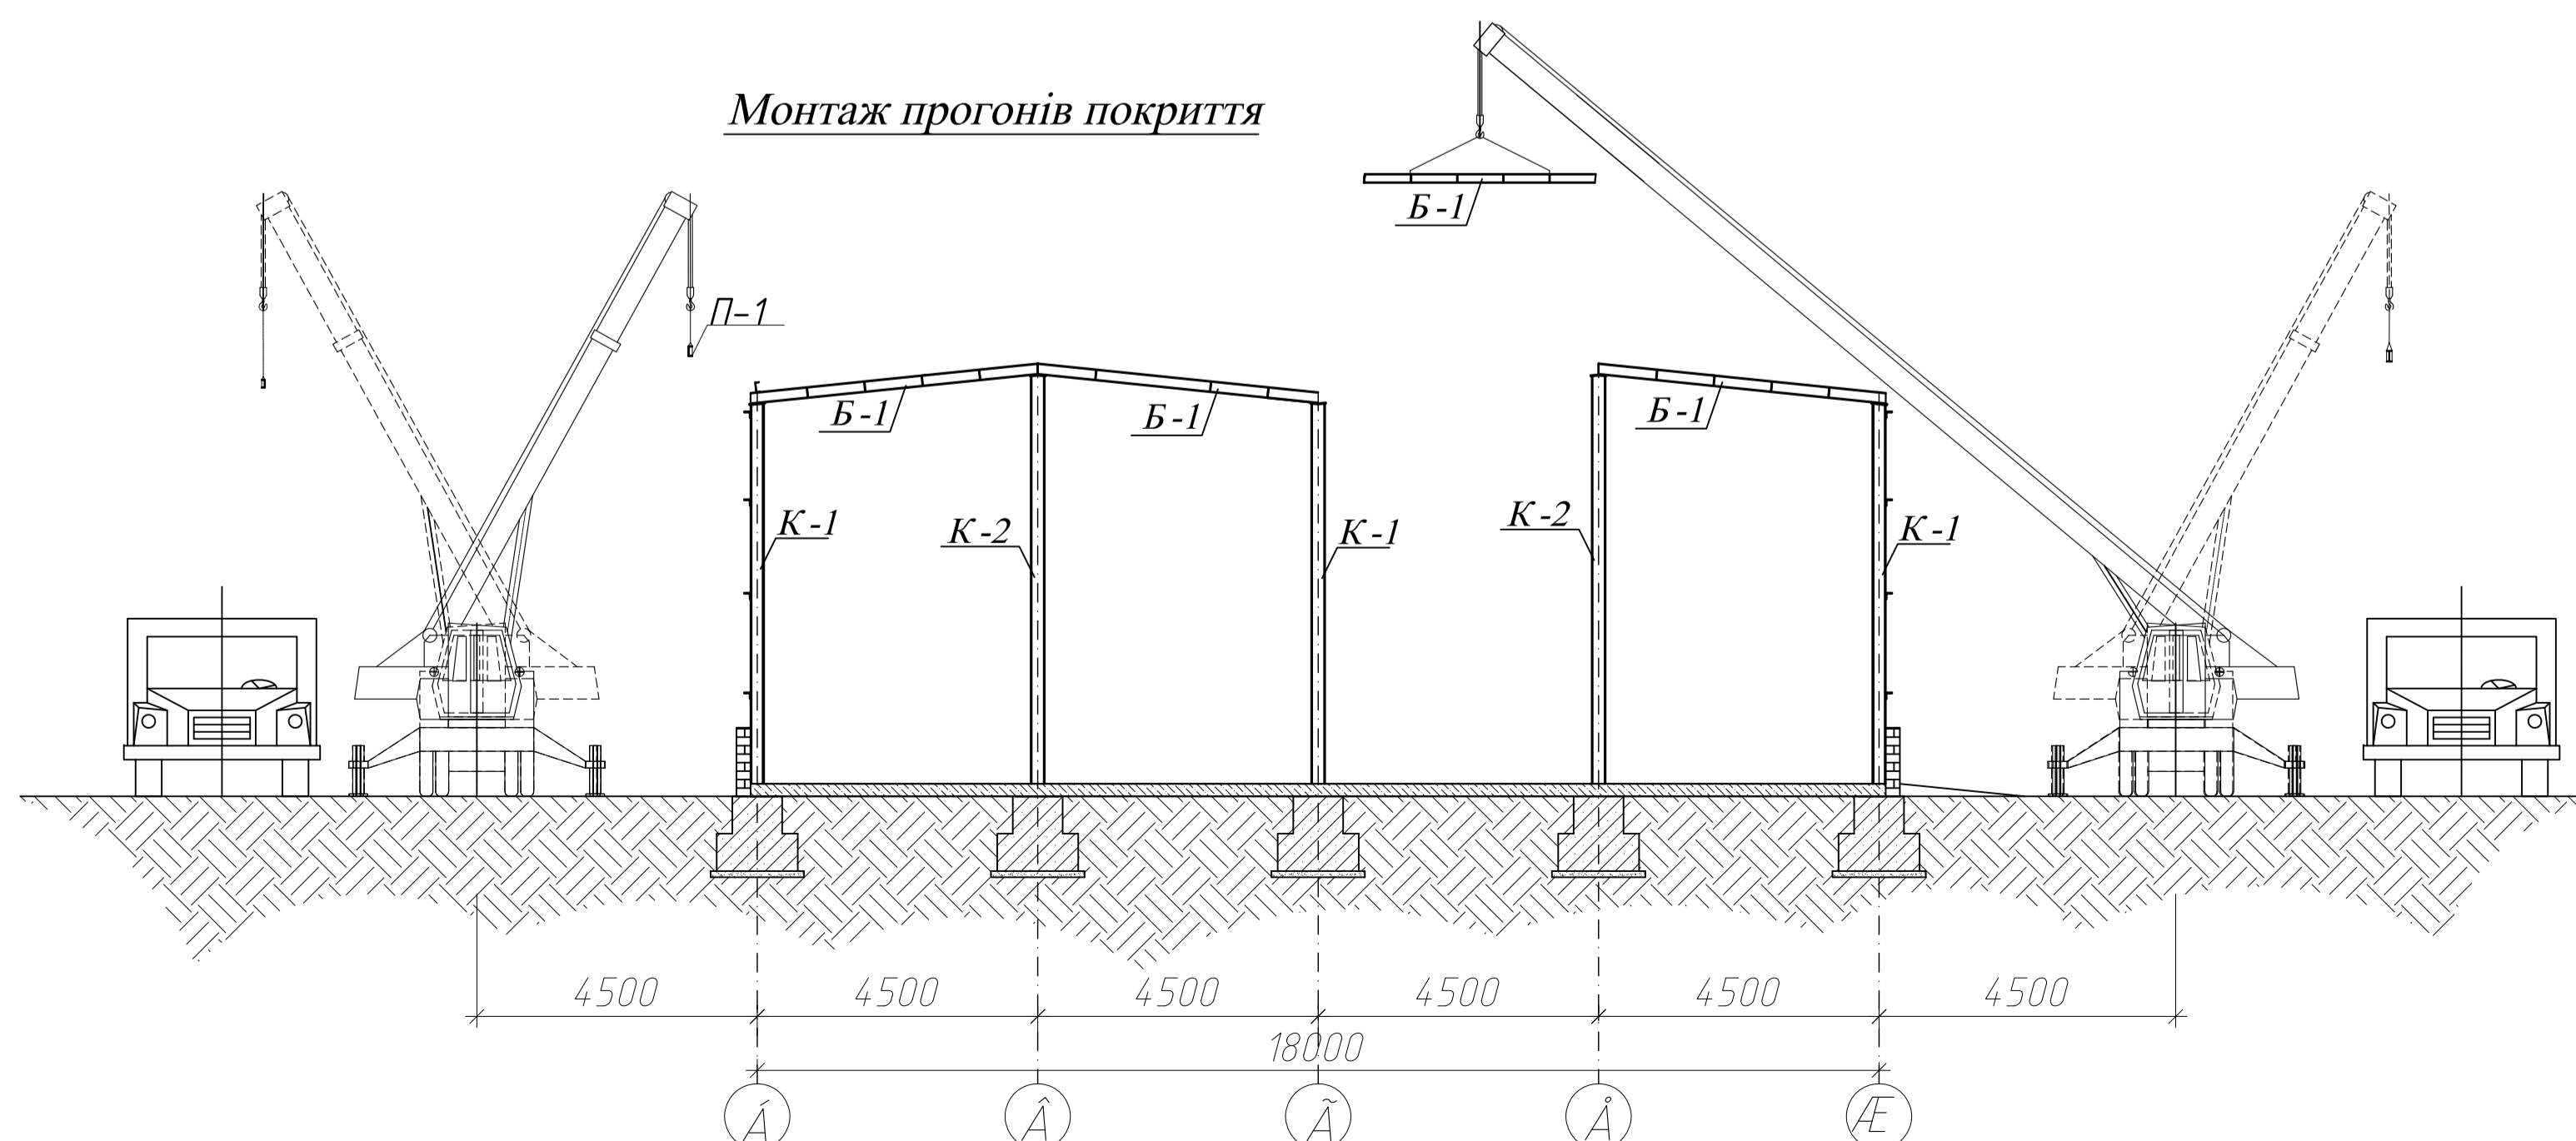 Монтаж прогонів покриття
Б-1
П-1
Б-1
Б-1
Б-1
К-1
К-2
К-1
К-2
К-1
4500 4500 4500 4500 4500 4500
18000
Á Â Ã Å Æ